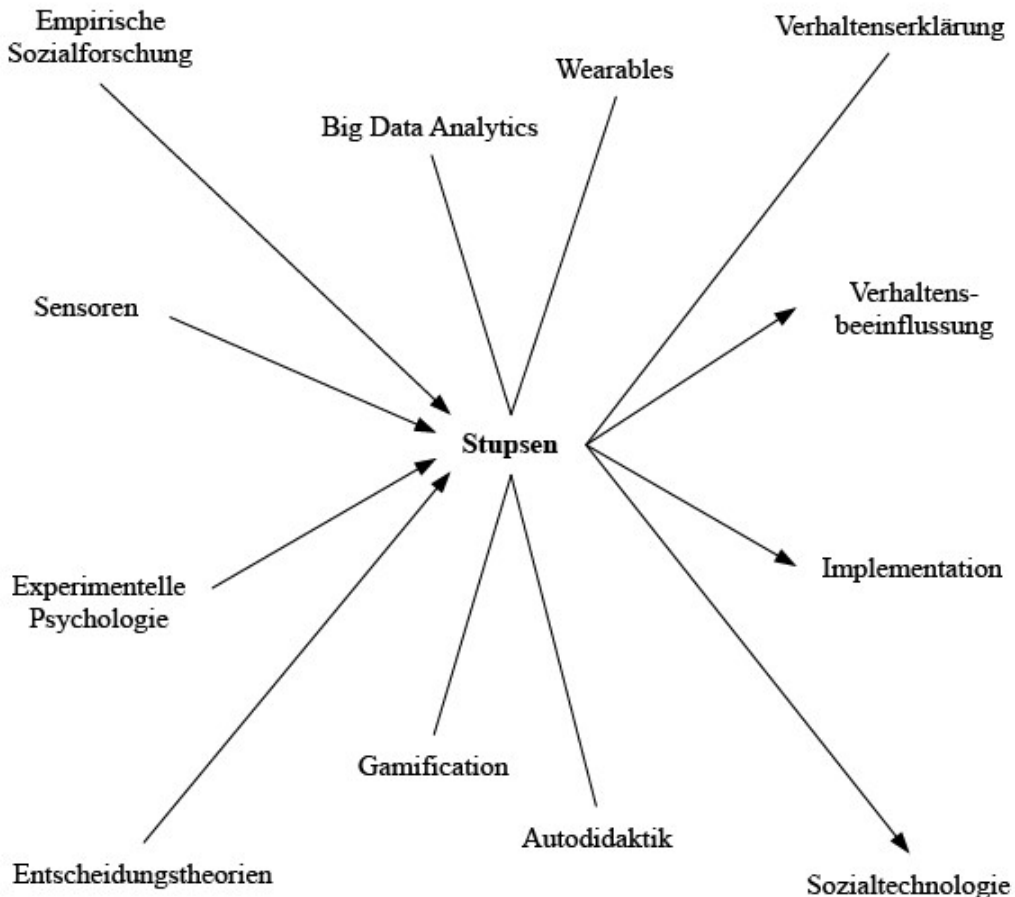 Empirische
Sozialforschung
Verhaltenserklärung
Wearables
Big Data Analytics
Sensoren
Verhaltens-
beeinflussung
Stupsen
Experimentelle
Psychologie
Implementation
Gamification
Autodidaktik
Entscheidungstheorien
Sozialtechnologie